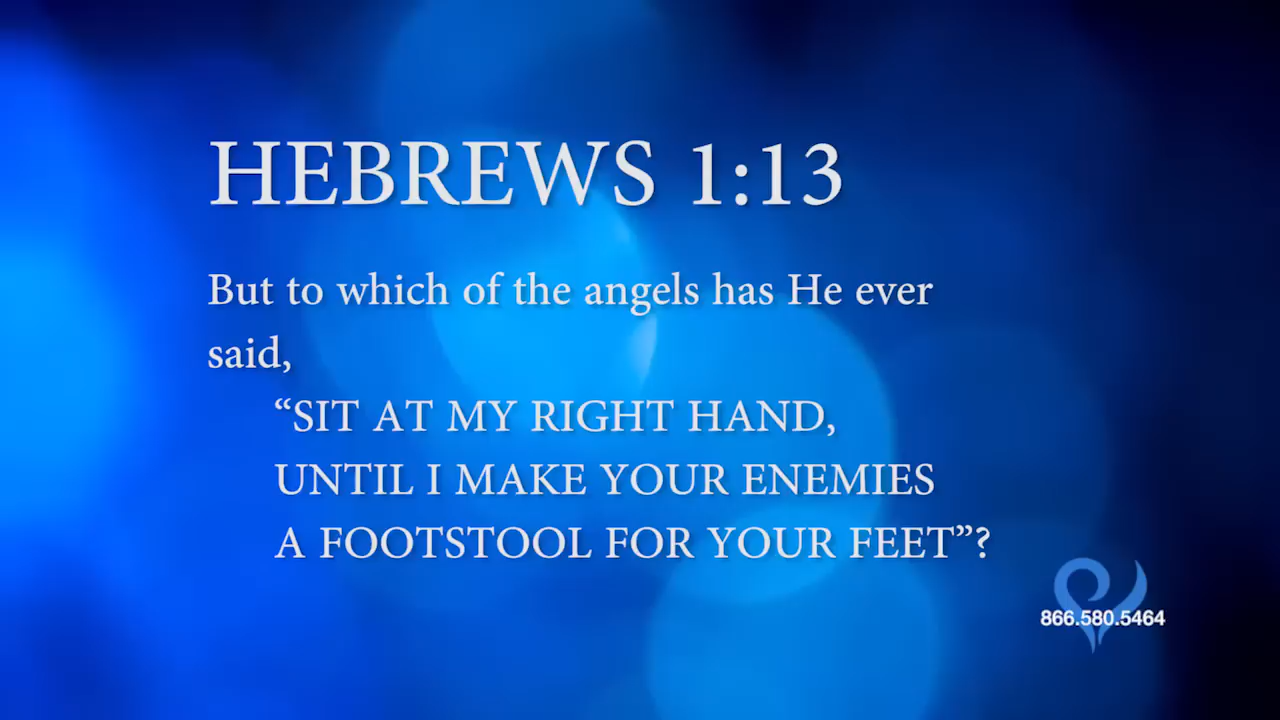 HEBREWS 1:13
But to which of the angels has He ever
said,
“SIT AT MY RIGHT HAND,
UNTIL I MAKE YOUR ENEMIES
A FOOTSTOOL FOR YOUR FEET”?
866.580.5464